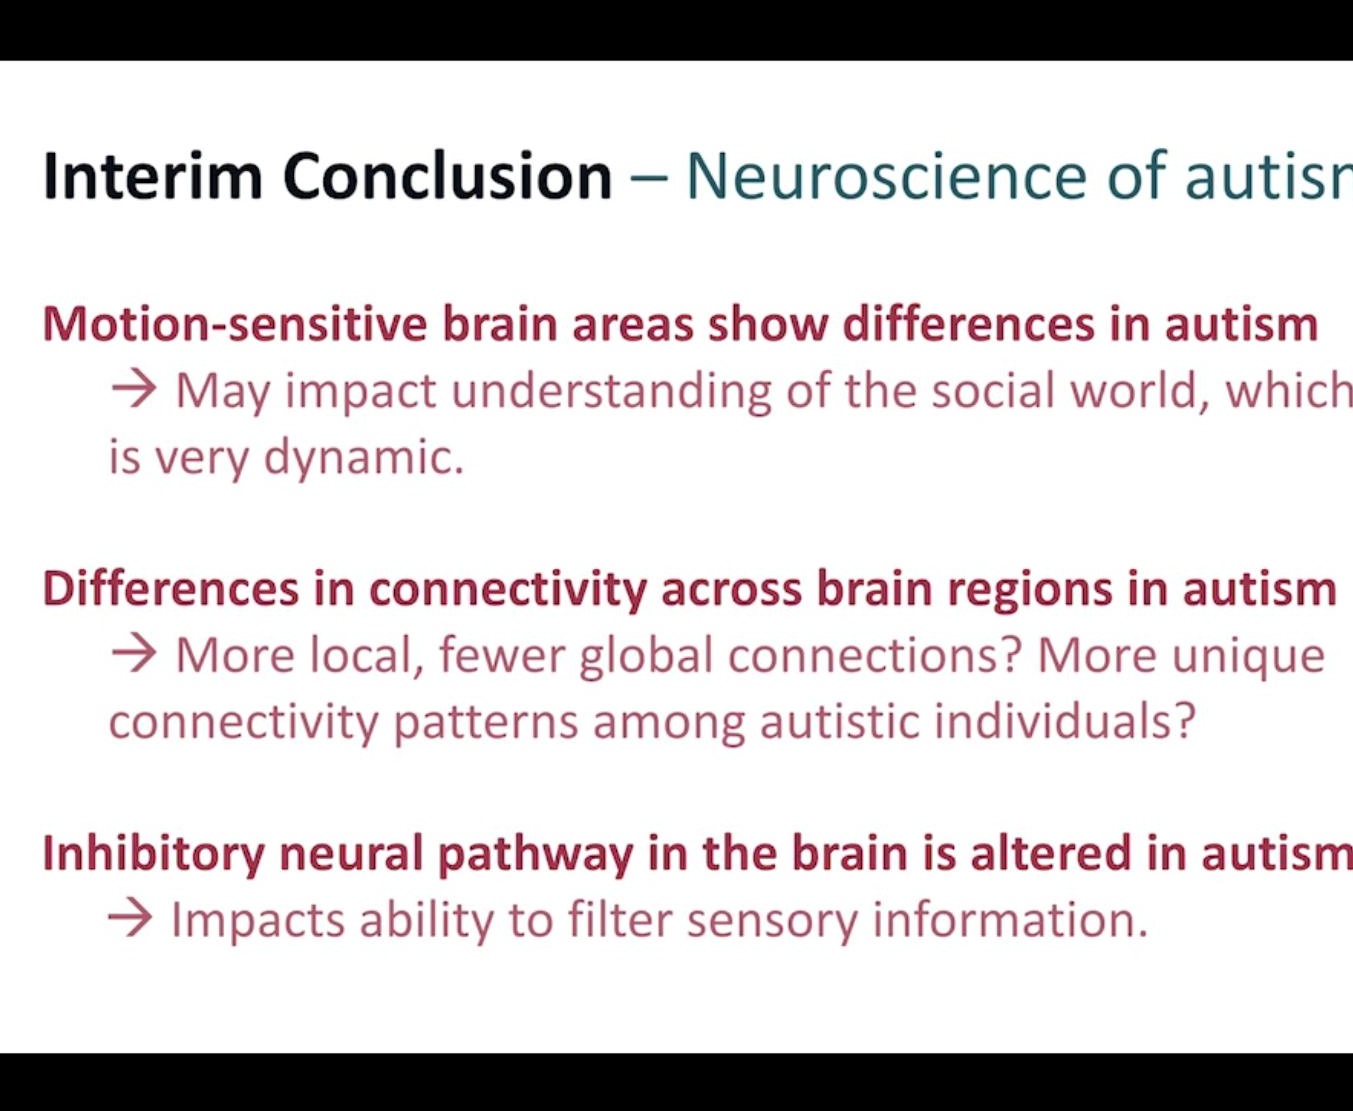 Interim Conclusion – Neuroscience of autism
Motion-sensitive brain areas show differences in autism
→ May impact understanding of the social world, which
is very dynamic.
Differences in connectivity across brain regions in autism
→ More local, fewer global connections? More unique
connectivity patterns among autistic individuals?
Inhibitory neural pathway in the brain is altered in autism
→ Impacts ability to filter sensory information.